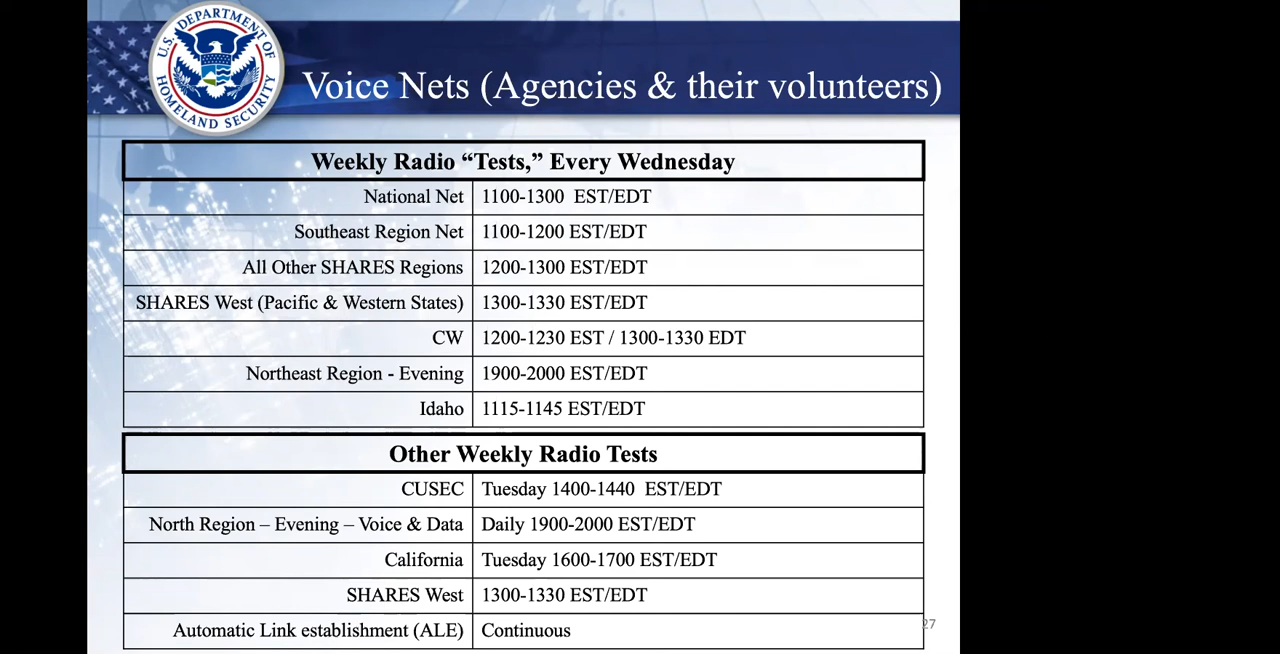 U.S. DEPARTMENT OF
HOMELAND SECURITY
Voice Nets (Agencies & their volunteers)
Weekly Radio “Tests,” Every Wednesday
National Net 1100-1300 EST/EDT
Southeast Region Net 1100-1200 EST/EDT
All Other SHARES Regions 1200-1300 EST/EDT
SHARES West (Pacific & Western States) 1300-1330 EST/EDT
CW 1200-1230 EST / 1300-1330 EDT
Northeast Region - Evening 1900-2000 EST/EDT
Idaho 1115-1145 EST/EDT
Other Weekly Radio Tests
CUSEC Tuesday 1400-1440 EST/EDT
North Region – Evening – Voice & Data Daily 1900-2000 EST/EDT
California Tuesday 1600-1700 EST/EDT
SHARES West 1300-1330 EST/EDT
Automatic Link establishment (ALE) Continuous
27